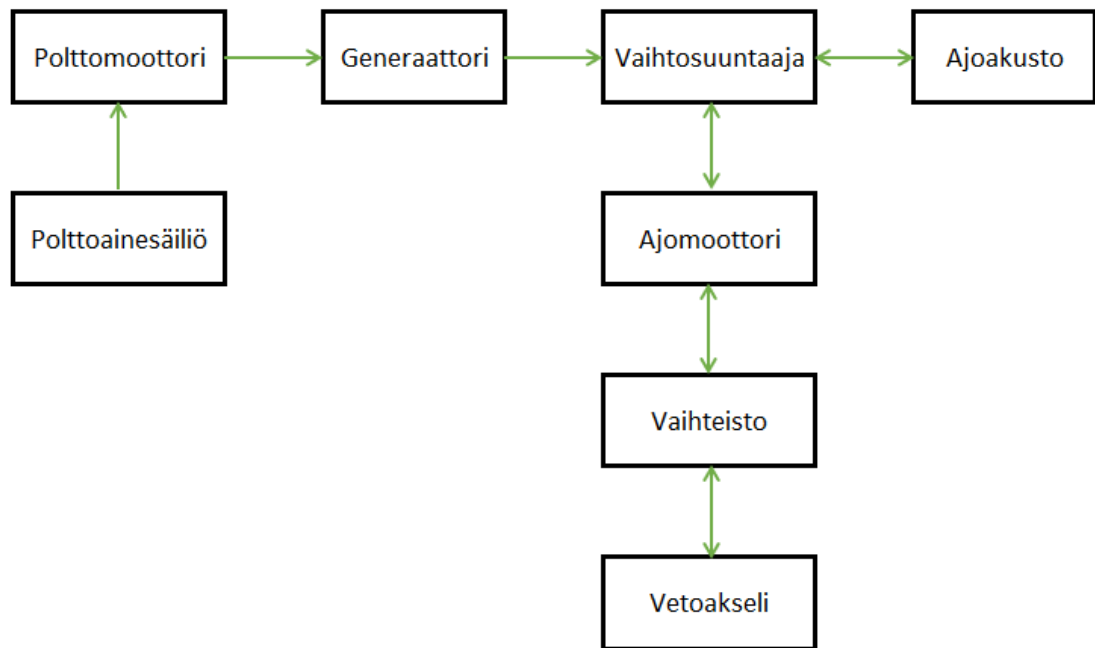 Polttomoottori
Generaattori
Vaihtosuuntaaja
Ajoakusto
Polttoainesäiliö
Ajomoottori
Vaihteisto
Vetoakseli